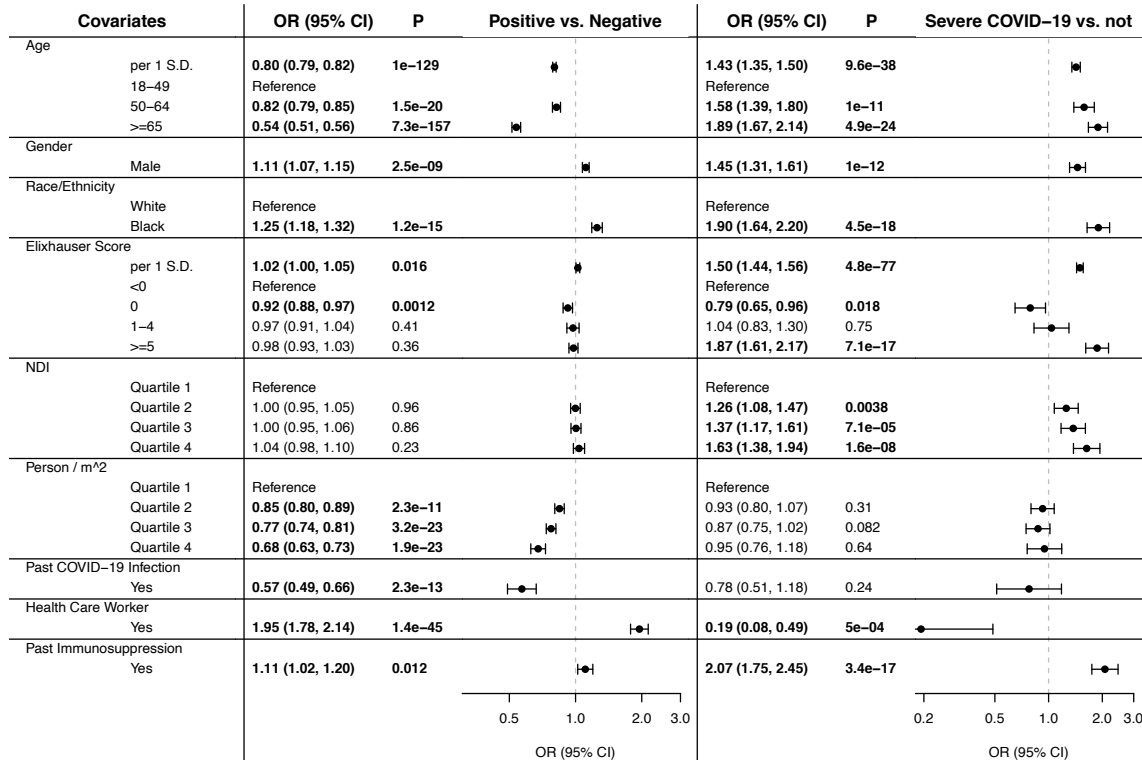 Covariates OR (95% CI) P Positive vs. Negative OR (95% CI) P Severe COVID−19 vs. not
Age
per 1 S.D. 0.80 (0.79, 0.82) 1e−129 1.43 (1.35, 1.50) 9.6e−38
18−49 Reference Reference
50−64 0.82 (0.79, 0.85) 1.5e−20 1.58 (1.39, 1.80) 1e−11
>=65 0.54 (0.51, 0.56) 7.3e−157 1.89 (1.67, 2.14) 4.9e−24
Gender
Male 1.11 (1.07, 1.15) 2.5e−09 1.45 (1.31, 1.61) 1e−12
Race/Ethnicity
White Reference Reference
Black 1.25 (1.18, 1.32) 1.2e−15 1.90 (1.64, 2.20) 4.5e−18
Elixhauser Score
per 1 S.D. 1.02 (1.00, 1.05) 0.016 1.50 (1.44, 1.56) 4.8e−77
<0 Reference Reference
0 0.92 (0.88, 0.97) 0.0012 0.79 (0.65, 0.96) 0.018
1−4 0.97 (0.91, 1.04) 0.41 1.04 (0.83, 1.30) 0.75
>=5 0.98 (0.93, 1.03) 0.36 1.87 (1.61, 2.17) 7.1e−17
NDI
Quartile 1 Reference Reference
Quartile 2 1.00 (0.95, 1.05) 0.96 1.26 (1.08, 1.47) 0.0038
Quartile 3 1.00 (0.95, 1.06) 0.86 1.37 (1.17, 1.61) 7.1e−05
Quartile 4 1.04 (0.98, 1.10) 0.23 1.63 (1.38, 1.94) 1.6e−08
Person / m^2
Quartile 1 Reference Reference
Quartile 2 0.85 (0.80, 0.89) 2.3e−11 0.93 (0.80, 1.07) 0.31
Quartile 3 0.77 (0.74, 0.81) 3.2e−23 0.87 (0.75, 1.02) 0.082
Quartile 4 0.68 (0.63, 0.73) 1.9e−23 0.95 (0.76, 1.18) 0.64
Past COVID−19 Infection
Yes 0.57 (0.49, 0.66) 2.3e−13 0.78 (0.51, 1.18) 0.24
Health Care Worker
Yes 1.95 (1.78, 2.14) 1.4e−45 0.19 (0.08, 0.49) 5e−04
Past Immunosuppression
Yes 1.11 (1.02, 1.20) 0.012 2.07 (1.75, 2.45) 3.4e−17
0.5 1.0 2.0 3.0 0.2 0.5 1.0 2.0 3.0
OR (95% CI) OR (95% CI)